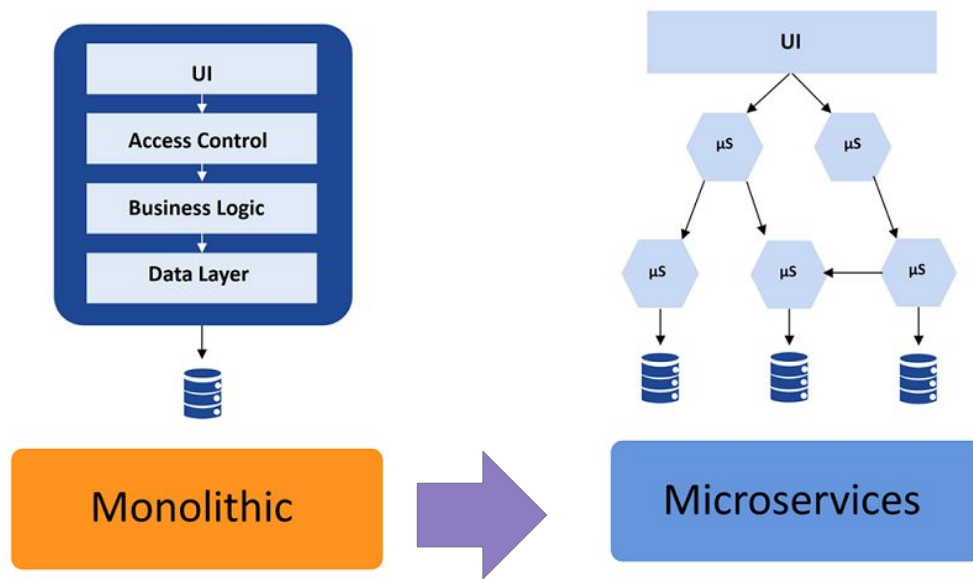 UI
Access Control
Business Logic
Data Layer
Monolithic
UI
µS
µS
µS
µS
µS
Microservices